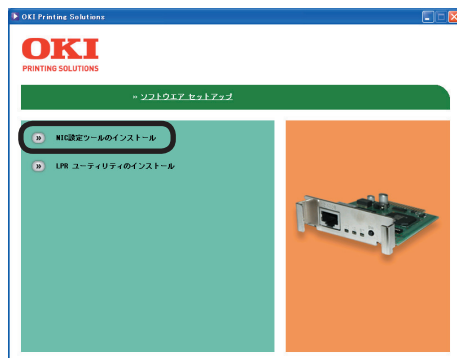 OKI Printing Solutions
OKI
PRINTING SOLUTIONS
» ソフトウエア セットアップ
NIC設定ツールのインストール
LPR ユーティリティのインストール